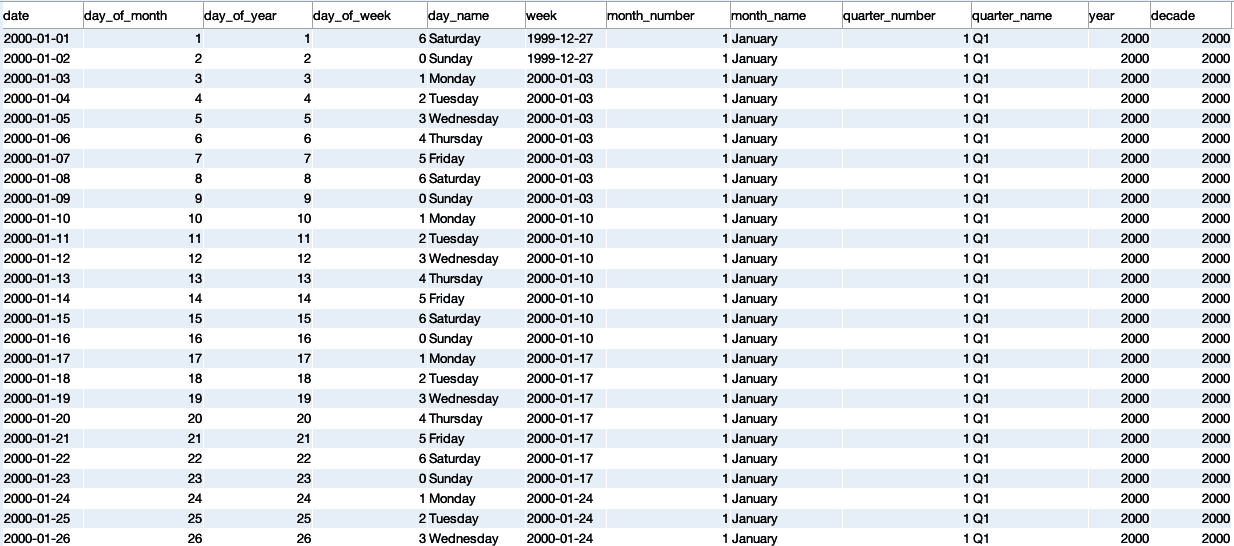 date day_of_month day_of_year day_of_week day_name week month_number month_name quarter_number quarter_name year decade
2000-01-01 1 1 6 Saturday 1999-12-27 1 January 1 Q1 2000 2000
2000-01-02 2 2 0 Sunday 1999-12-27 1 January 1 Q1 2000 2000
2000-01-03 3 3 1 Monday 2000-01-03 1 January 1 Q1 2000 2000
2000-01-04 4 4 2 Tuesday 2000-01-03 1 January 1 Q1 2000 2000
2000-01-05 5 5 3 Wednesday 2000-01-03 1 January 1 Q1 2000 2000
2000-01-06 6 6 4 Thursday 2000-01-03 1 January 1 Q1 2000 2000
2000-01-07 7 7 5 Friday 2000-01-03 1 January 1 Q1 2000 2000
2000-01-08 8 8 6 Saturday 2000-01-03 1 January 1 Q1 2000 2000
2000-01-09 9 9 0 Sunday 2000-01-03 1 January 1 Q1 2000 2000
2000-01-10 10 10 1 Monday 2000-01-10 1 January 1 Q1 2000 2000
2000-01-11 11 11 2 Tuesday 2000-01-10 1 January 1 Q1 2000 2000
2000-01-12 12 12 3 Wednesday 2000-01-10 1 January 1 Q1 2000 2000
2000-01-13 13 13 4 Thursday 2000-01-10 1 January 1 Q1 2000 2000
2000-01-14 14 14 5 Friday 2000-01-10 1 January 1 Q1 2000 2000
2000-01-15 15 15 6 Saturday 2000-01-10 1 January 1 Q1 2000 2000
2000-01-16 16 16 0 Sunday 2000-01-10 1 January 1 Q1 2000 2000
2000-01-17 17 17 1 Monday 2000-01-17 1 January 1 Q1 2000 2000
2000-01-18 18 18 2 Tuesday 2000-01-17 1 January 1 Q1 2000 2000
2000-01-19 19 19 3 Wednesday 2000-01-17 1 January 1 Q1 2000 2000
2000-01-20 20 20 4 Thursday 2000-01-17 1 January 1 Q1 2000 2000
2000-01-21 21 21 5 Friday 2000-01-17 1 January 1 Q1 2000 2000
2000-01-22 22 22 6 Saturday 2000-01-17 1 January 1 Q1 2000 2000
2000-01-23 23 23 0 Sunday 2000-01-17 1 January 1 Q1 2000 2000
2000-01-24 24 24 1 Monday 2000-01-24 1 January 1 Q1 2000 2000
2000-01-25 25 25 2 Tuesday 2000-01-24 1 January 1 Q1 2000 2000
2000-01-26 26 26 3 Wednesday 2000-01-24 1 January 1 Q1 2000 2000